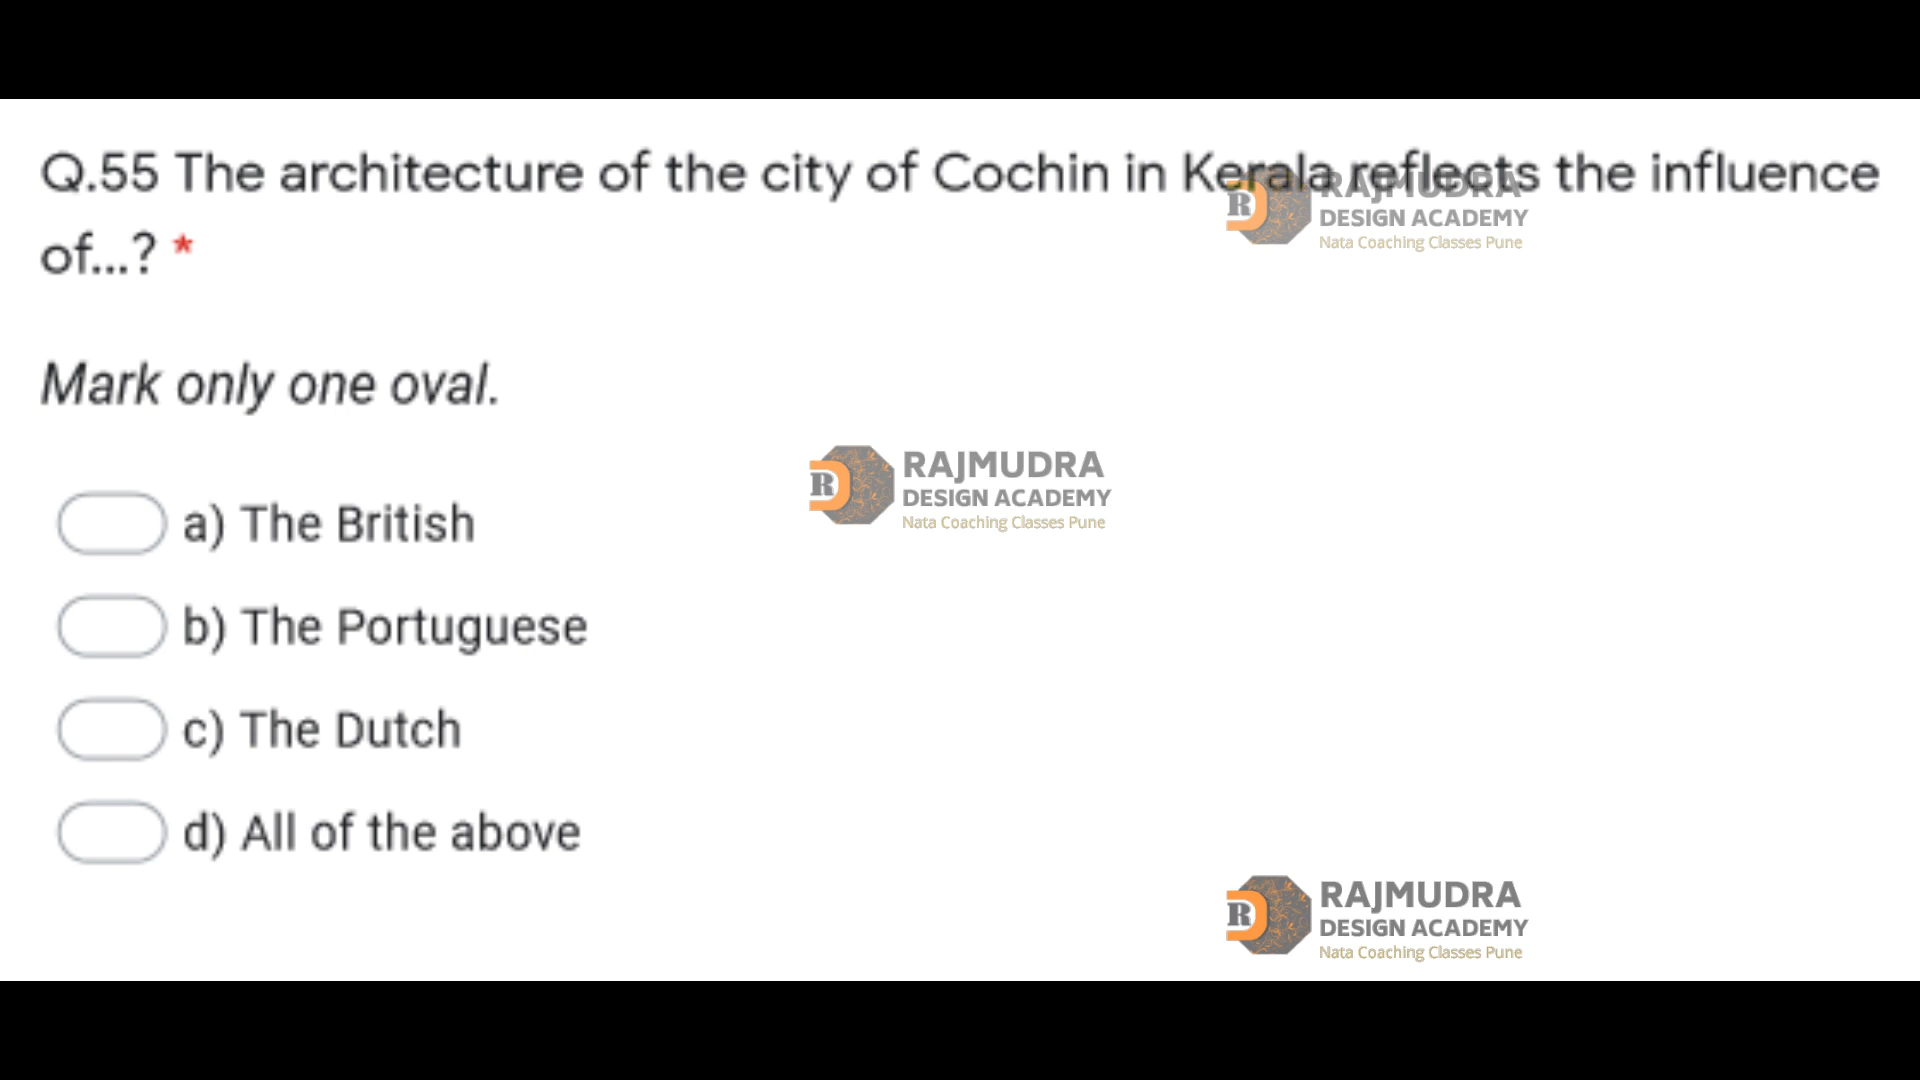 Q.55 The architecture of the city of Cochin in Kerala reflects the influence
of...? *
RAJMUDRA
DESIGN ACADEMY
Nata Coaching Classes Pune
Mark only one oval.
RAJMUDRA
DESIGN ACADEMY
Nata Coaching Classes Pune
a) The British
b) The Portuguese
c) The Dutch
d) All of the above
RAJMUDRA
DESIGN ACADEMY
Nata Coaching Classes Pune